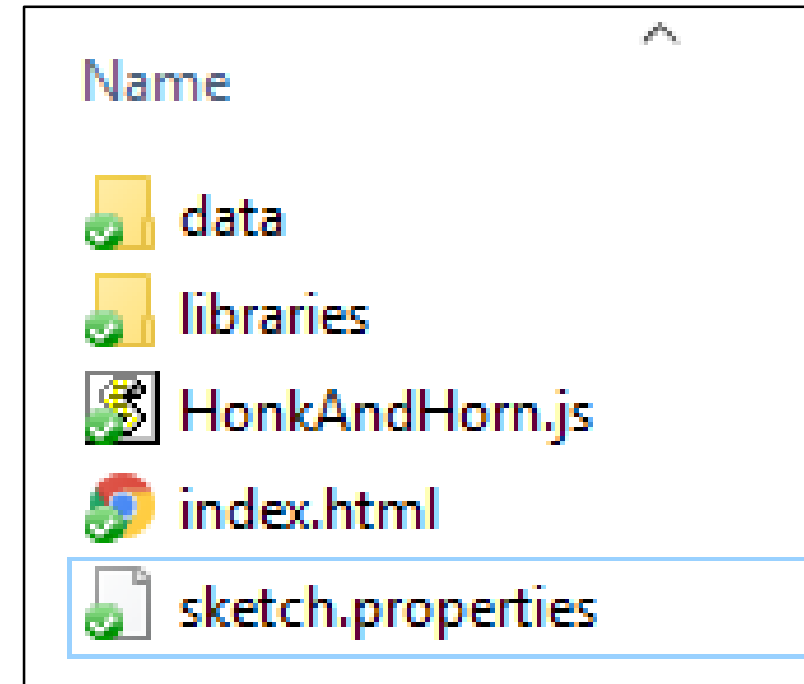 Name
data
libraries
HonkAndHorn.js
index.html
sketch.properties